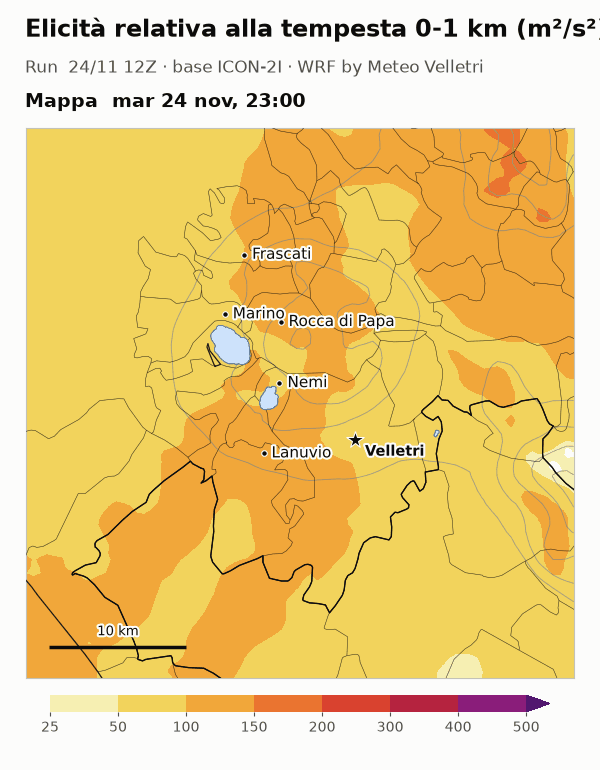 Elicità relativa alla tempesta 0-1 km (m²/s²)
Run 24/11 12Z · base ICON-2I · WRF by Meteo Velletri
Mappa mar 24 nov, 23:00
Frascati
Marino
Rocca di Papa
Nemi
Velletri
Lanuvio
10 km
25 50 100 150 200 300 400 500